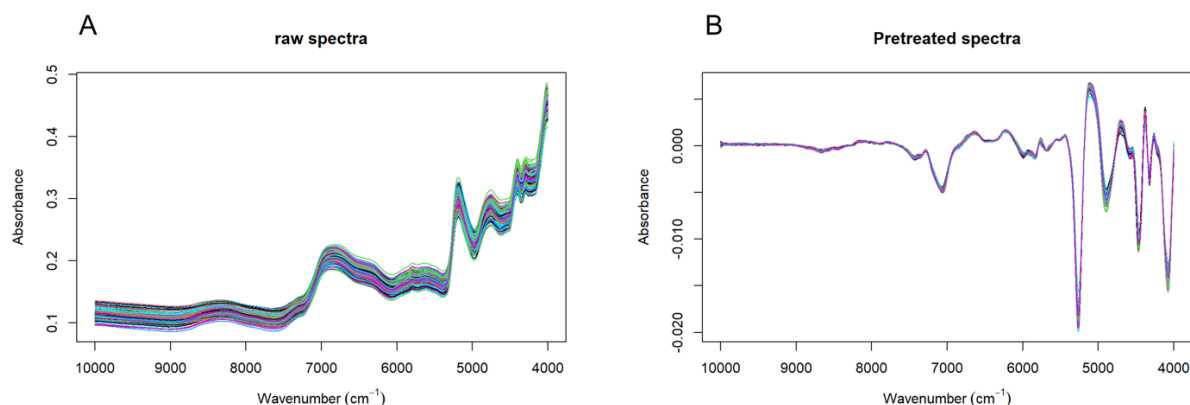 A
raw spectra
Absorbance
0.5
0.4
0.3
0.2
0.1
10000 9000 8000 7000 6000 5000 4000
Wavenumber (cm⁻¹)
B
Pretreated spectra
Absorbance
0.000
-0.010
-0.020
10000 9000 8000 7000 6000 5000 4000
Wavenumber (cm⁻¹)